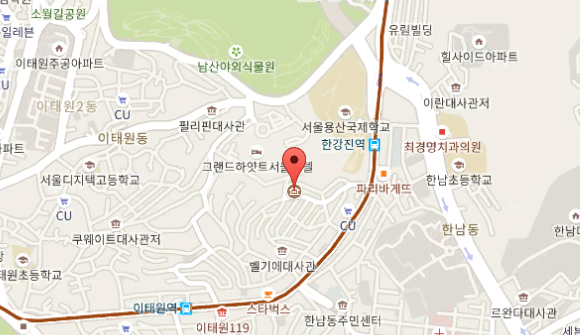 소월길공원
유림빌딩
일레븐
힐사이드아파트
이태원주공아파트
남산야외식물원
이란대사관저
이태원2동
CU
필리핀대사관
서울용산국제학교
이태원동
한강진역
최경영치과의원
그랜드하얏트서울
텔
서울디지텍고등학교
파리바게뜨
한남초등학교
CU
CU
한남동
쿠웨이트대사관저
한남대
벨기에대사관
태원초등학교
이태원역
스타벅스
르완다대사관
이태원119
한남동주민센터
CU